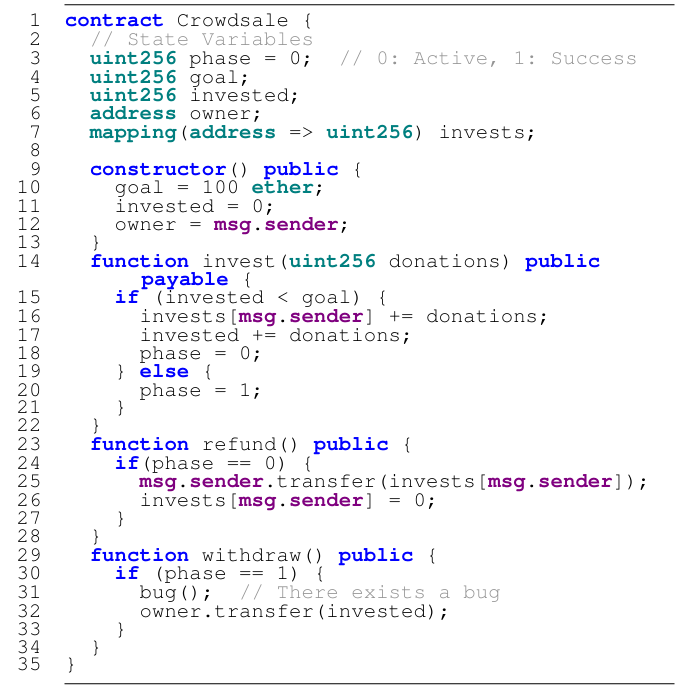 1 contract Crowdsale {
2   // State Variables
3   uint256 phase = 0;  // 0: Active, 1: Success
4   uint256 goal;
5   uint256 invested;
6   address owner;
7   mapping(address => uint256) invests;
8
9   constructor() public {
10     goal = 100 ether;
11     invested = 0;
12     owner = msg.sender;
13   }
14   function invest(uint256 donations) public
       payable {
15     if (invested < goal) {
16       invests[msg.sender] += donations;
17       invested += donations;
18       phase = 0;
19     } else {
20       phase = 1;
21     }
22   }
23   function refund() public {
24     if(phase == 0) {
25       msg.sender.transfer(invests[msg.sender]);
26       invests[msg.sender] = 0;
27     }
28   }
29   function withdraw() public {
30     if (phase == 1) {
31       bug();  // There exists a bug
32       owner.transfer(invested);
33     }
34   }
35 }